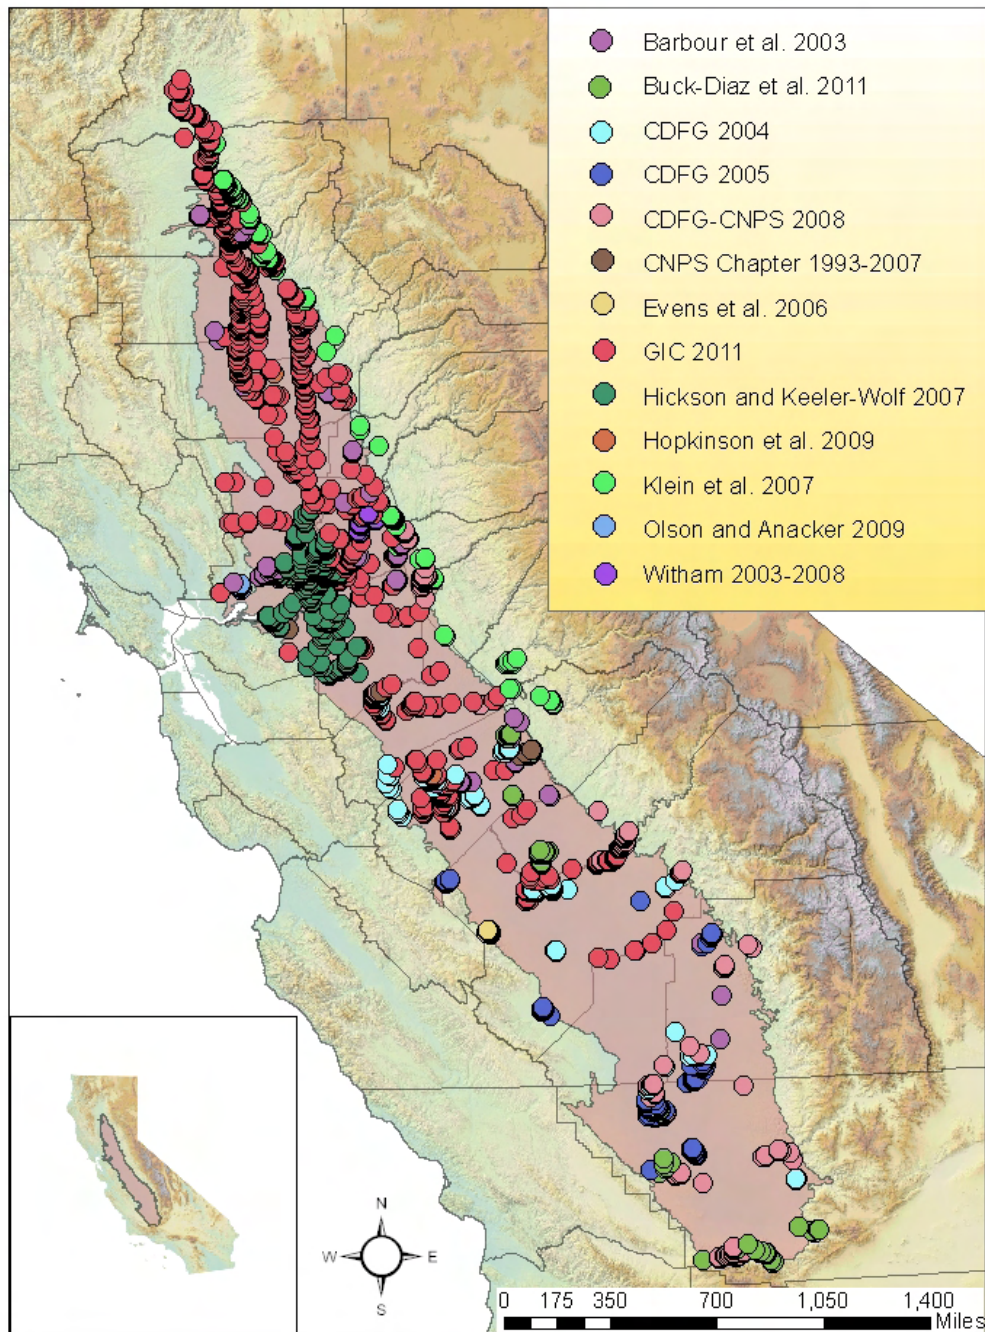 Barbour et al. 2003
Buck-Diaz et al. 2011
CDFG 2004
CDFG 2005
CDFG-CNPS 2008
CNPS Chapter 1993-2007
Evens et al. 2006
GIC 2011
Hickson and Keeler-Wolf 2007
Hopkinson et al. 2009
Klein et al. 2007
Olson and Anacker 2009
Witham 2003-2008
N
W E
S
0 175 350 700 1,050 1,400
Miles